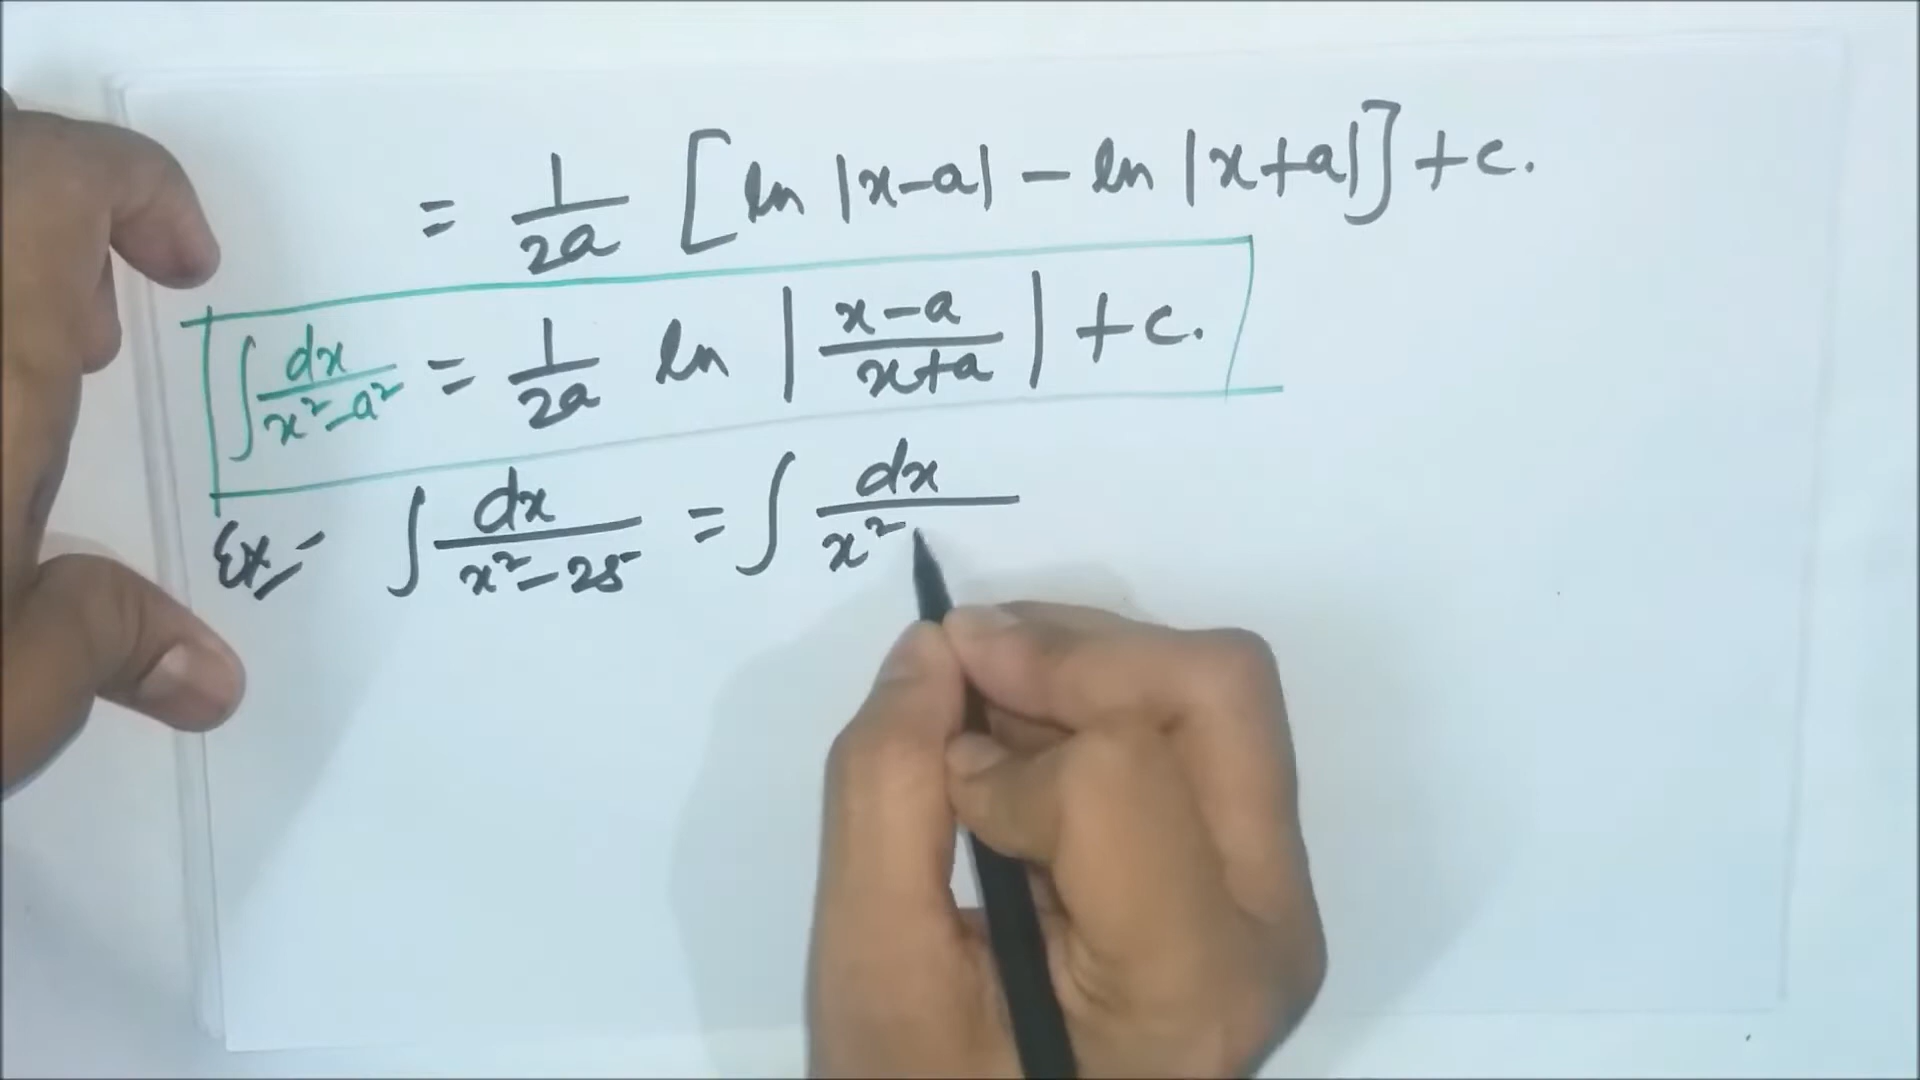 = 1/2a [ln |x-a| - ln |x+a|] + c.
∫ dx/x²-a² = 1/2a ln |x-a/x+a| + c.
Ex- ∫ dx/x²-25 = ∫ dx/x²